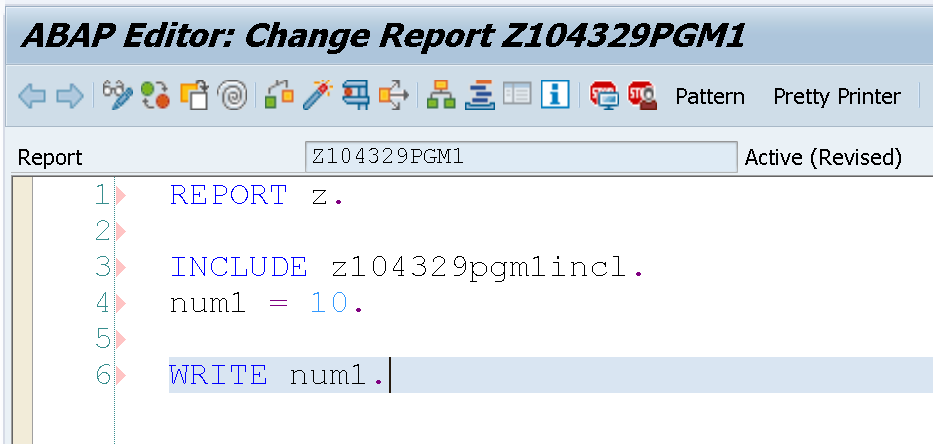 ABAP Editor: Change Report Z104329PGM1
Pattern Pretty Printer
Report Z104329PGM1 Active (Revised)
1 REPORT z.
2
3 INCLUDE z104329pgm1incl.
4 num1 = 10.
5
6 WRITE num1.